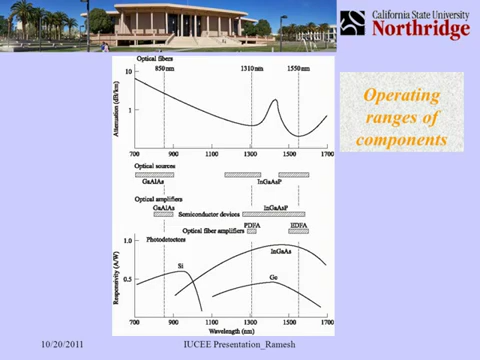 California State University
Northridge
Operating
ranges of
components
Optical fibers
850 nm 1310 nm 1550 nm
Attenuation (dB/km)
10
1
700 900 1100 1300 1500 1700
Optical sources
GaAlAs InGaAsP
Optical amplifiers
GaAlAs InGaAsP
Semiconductor devices
PDFA EDFA
Optical fiber amplifiers
Photodetectors
Responsivity (A/W)
1.0
0.5
Si InGaAs Ge
700 900 1100 1300 1500 1700
Wavelength (nm)
10/20/2011 IUCEE Presentation_Ramesh